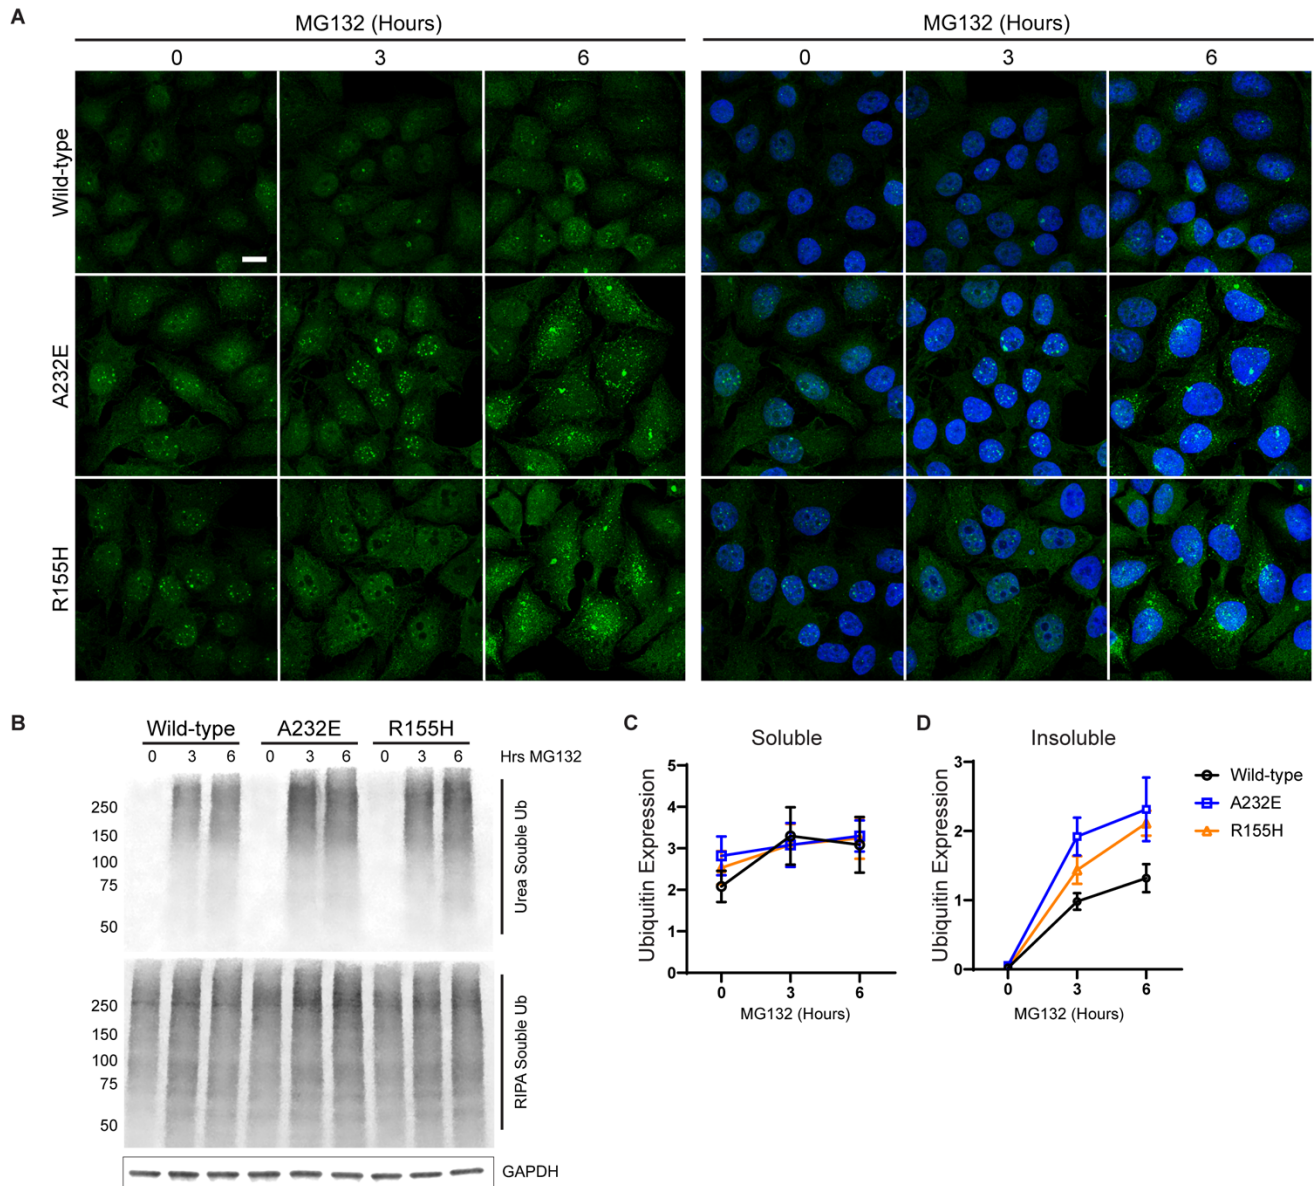 A
MG132 (Hours)
MG132 (Hours)
0 3 6
0 3 6
Wild-type
A232E
R155H
B
Wild-type A232E R155H
0 3 6 0 3 6 0 3 6 Hrs MG132
250
150
100
75
50
Urea Souble Ub
250
150
100
75
50
RIPA Souble Ub
GAPDH
C
Soluble
Ubiquitin Expression
5
4
3
2
1
0
0 3 6
MG132 (Hours)
D
Insoluble
Ubiquitin Expression
3
2
1
0
0 3 6
MG132 (Hours)
Wild-type
A232E
R155H